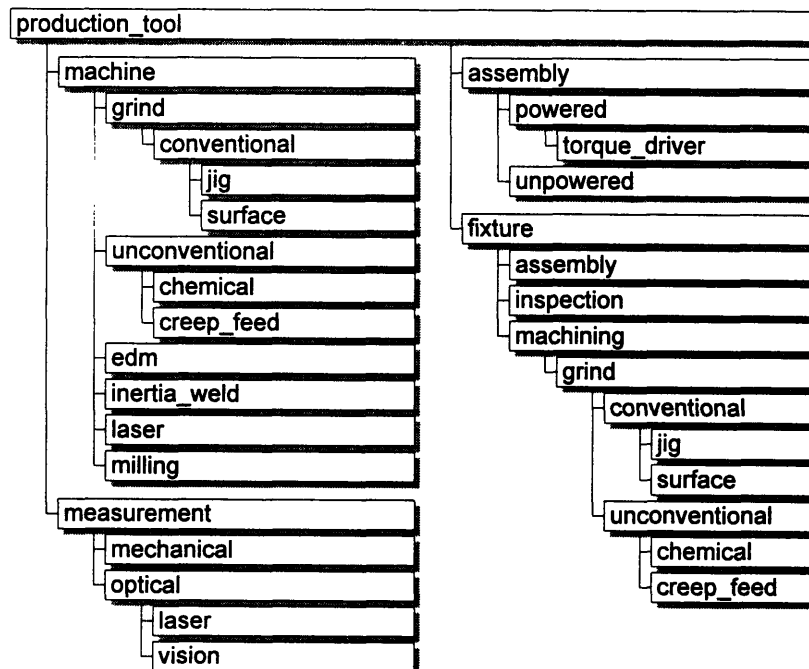 production_tool
machine
grind
conventional
jig
surface
unconventional
chemical
creep_feed
edm
inertia_weld
laser
milling
measurement
mechanical
optical
laser
vision
assembly
powered
torque_driver
unpowered
fixture
assembly
inspection
machining
grind
conventional
jig
surface
unconventional
chemical
creep_feed